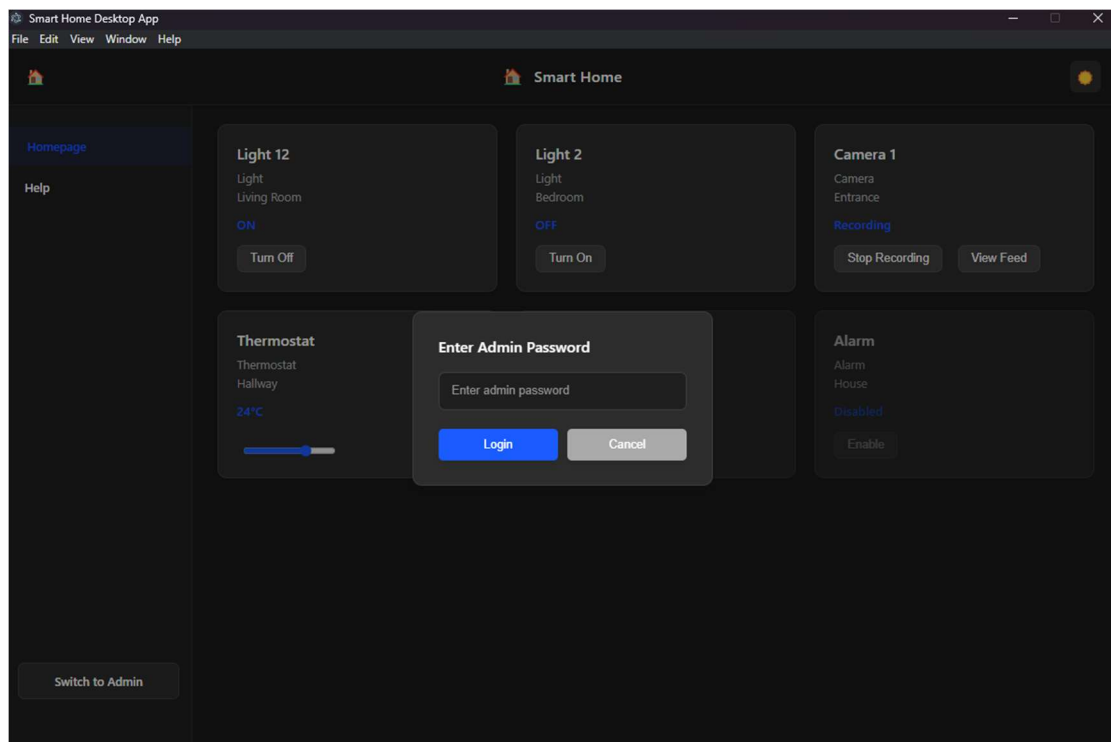 Smart Home Desktop App
File Edit View Window Help
Smart Home
Homepage
Help
Light 12
Light
Living Room
ON
Turn Off
Light 2
Light
Bedroom
OFF
Turn On
Camera 1
Camera
Entrance
Recording
Stop Recording View Feed
Thermostat
Thermostat
Hallway
24°C
Enter Admin Password
Enter admin password
Login Cancel
Alarm
Alarm
House
Disabled
Enable
Switch to Admin